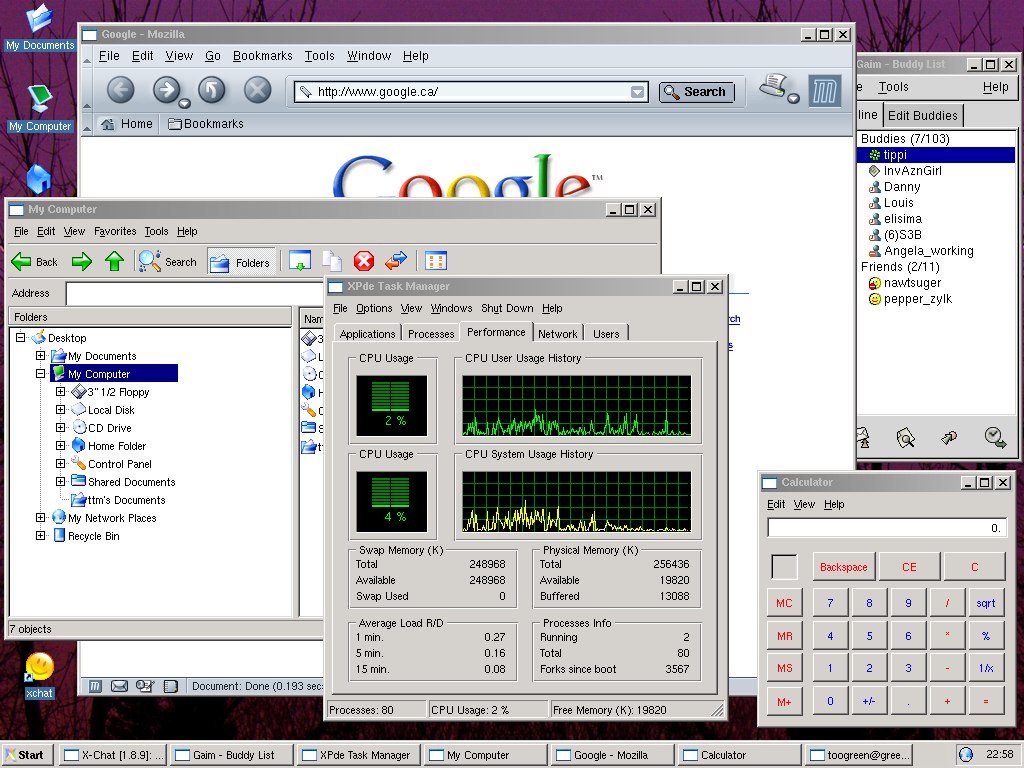 My Documents
My Computer
xchat
Google - Mozilla
File Edit View Go Bookmarks Tools Window Help
http://www.google.ca/
Search
m
Home Bookmarks
Google™
Document: Done (0.193 sec
Gaim - Buddy List
Tools Help
Edit Buddies
Buddies (7/103)
tippi
InvAznGirl
Danny
Louis
elisima
(6)S3B
Angela_working
Friends (2/11)
nawtsuger
pepper_zylk
My Computer
File Edit View Favorites Tools Help
Back Search Folders
Address
Folders
Desktop
My Documents
My Computer
3" 1/2 Floppy
Local Disk
CD Drive
Home Folder
Control Panel
Shared Documents
ttm's Documents
My Network Places
Recycle Bin
7 objects
XPde Task Manager
File Options View Windows Shut Down Help
Applications Processes Performance Network Users
CPU Usage CPU User Usage History
2 %
CPU Usage CPU System Usage History
4 %
Swap Memory (K)
Total 248968
Available 248968
Swap Used 0
Physical Memory (K)
Total 256436
Available 19820
Buffered 13088
Average Load R/D
1 min. 0.27
5 min. 0.16
15 min. 0.08
Processes Info
Running 2
Total 80
Forks since boot 3567
Processes: 80 CPU Usage: 2 % Free Memory (K): 19820
Calculator
Edit View Help
0.
Backspace CE C
MC 7 8 9 / sqrt
MR 4 5 6 * %
MS 1 2 3 - 1/x
M+ 0 +/- . + =
Start X-Chat [1.8.9]: ... Gaim - Buddy List XPde Task Manager My Computer Google - Mozilla Calculator toogreen@gree... 22:58